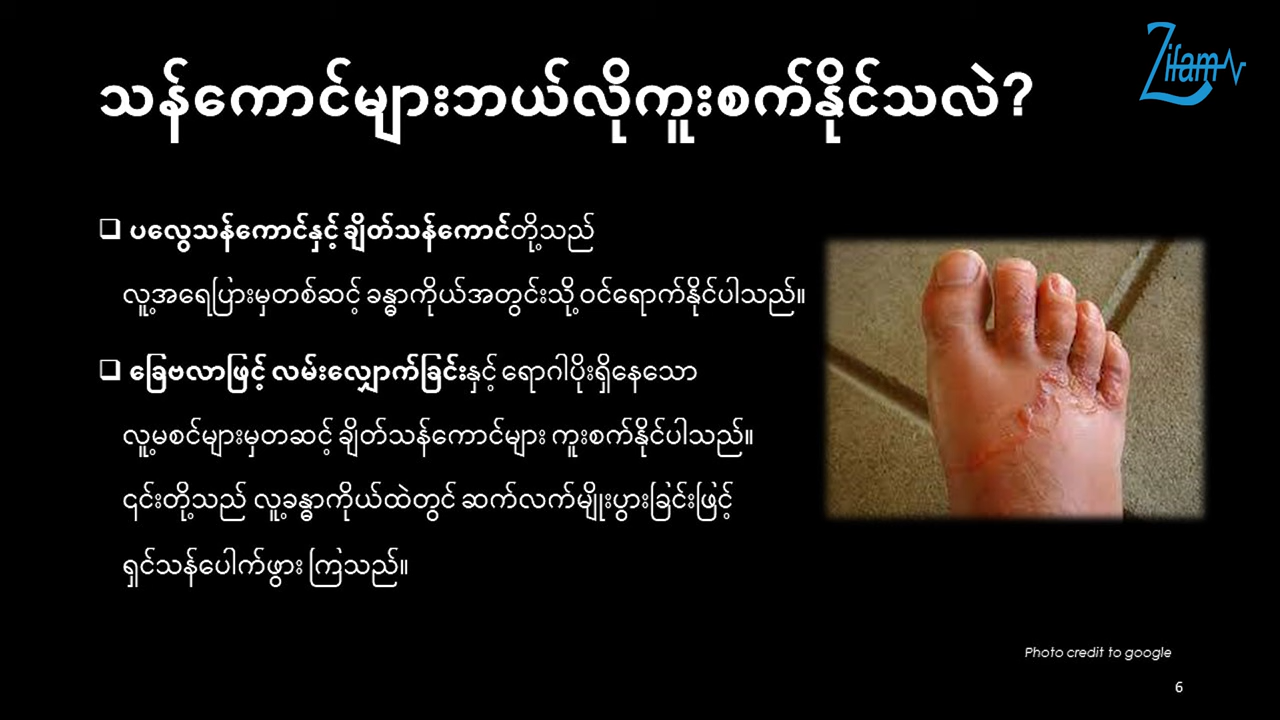 Zifam
သန်ကောင်များဘယ်လိုကူးစက်နိုင်သလဲ?
❑ ပလွေသန်ကောင်နှင့် ချိတ်သန်ကောင်တို့သည်
လူ့အရေပြားမှတစ်ဆင့် ခန္ဓာကိုယ်အတွင်းသို့ ဝင်ရောက်နိုင်ပါသည်။
❑ ခြေဗလာဖြင့် လမ်းလျှောက်ခြင်းနှင့် ရောဂါပိုးရှိနေသော
လူ့မစင်များမှတဆင့် ချိတ်သန်ကောင်များ ကူးစက်နိုင်ပါသည်။
၎င်းတို့သည် လူ့ခန္ဓာကိုယ်ထဲတွင် ဆက်လက်မျိုးပွားခြင်းဖြင့်
ရှင်သန်ပေါက်ဖွား ကြသည်။
Photo credit to google
6